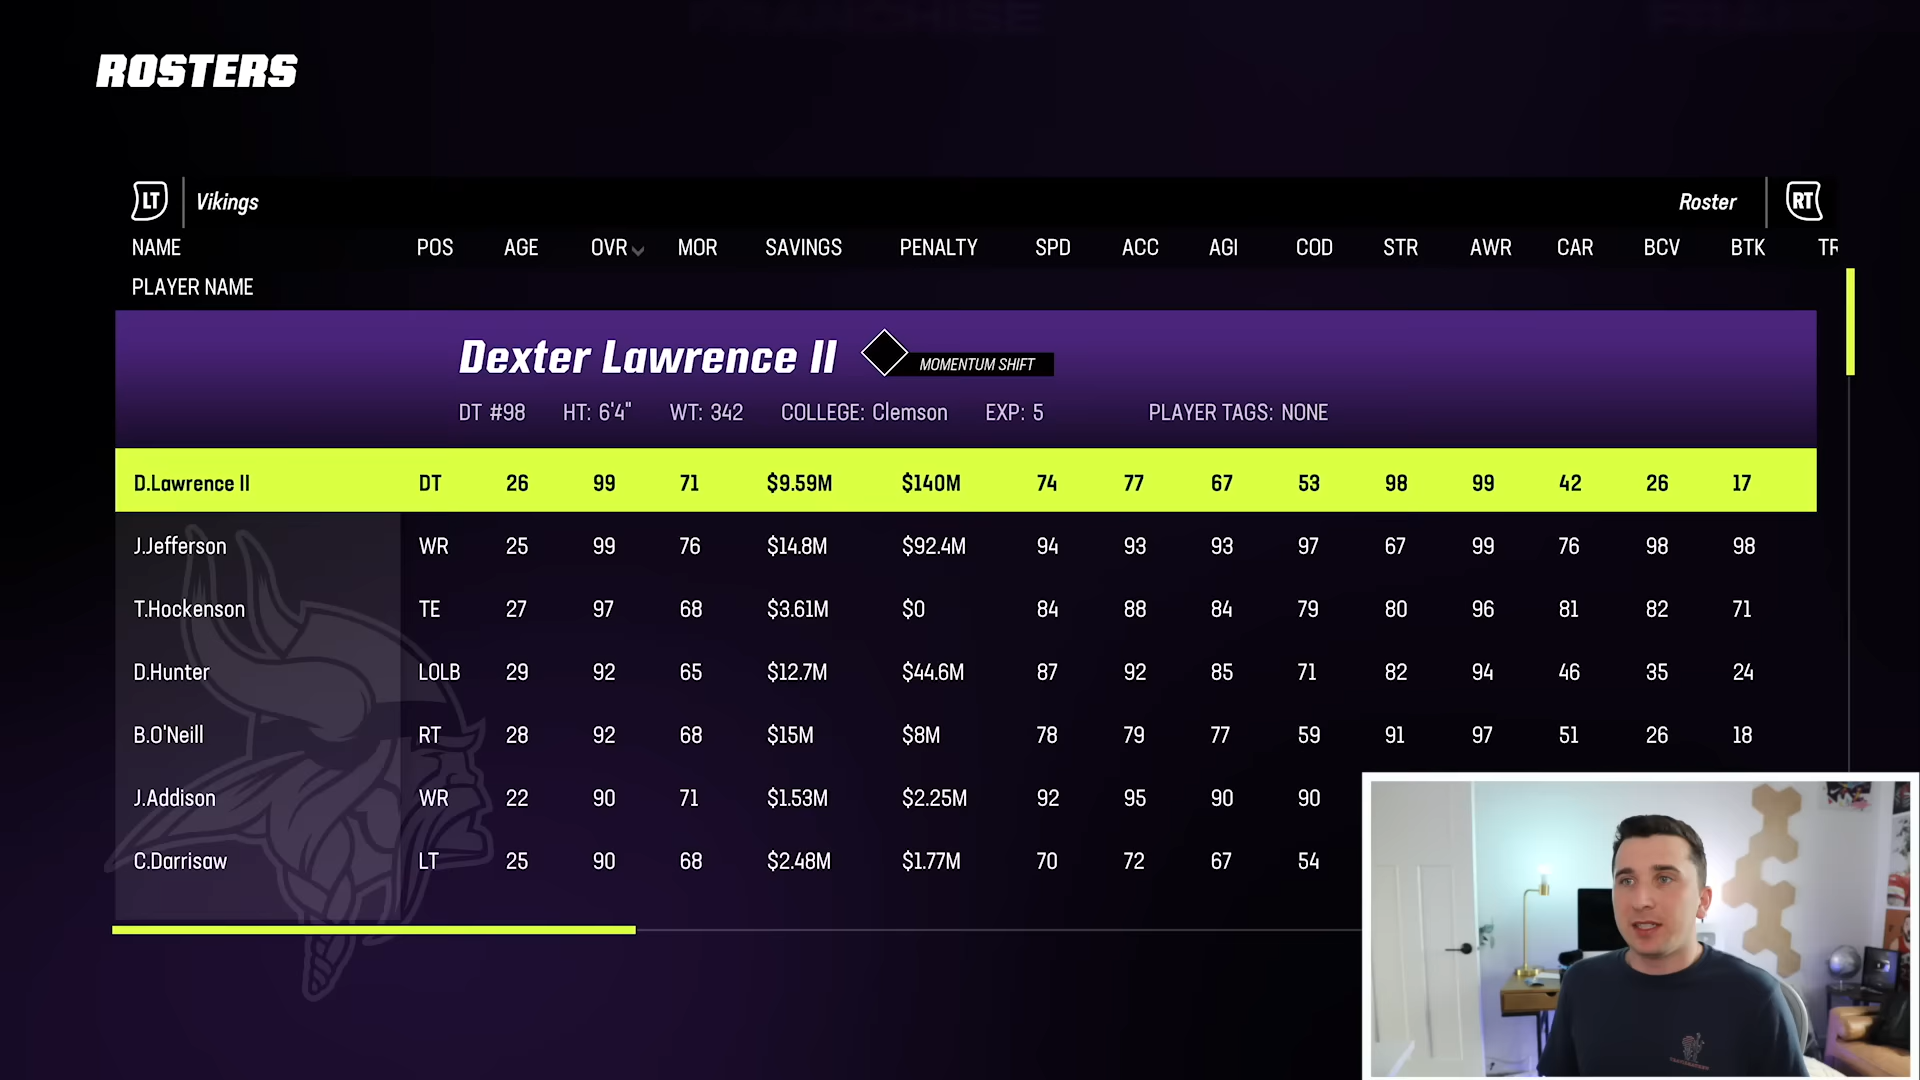 ROSTERS
LT Vikings Roster RT
NAME POS AGE OVR MOR SAVINGS PENALTY SPD ACC AGI COD STR AWR CAR BCV BTK TR
PLAYER NAME
Dexter Lawrence II MOMENTUM SHIFT
DT #98 HT: 6'4" WT: 342 COLLEGE: Clemson EXP: 5 PLAYER TAGS: NONE
D.Lawrence II DT 26 99 71 $9.59M $140M 74 77 67 53 98 99 42 26 17
J.Jefferson WR 25 99 76 $14.8M $92.4M 94 93 93 97 67 99 76 98 98
T.Hockenson TE 27 97 68 $3.61M $0 84 88 84 79 80 96 81 82 71
D.Hunter LOLB 29 92 65 $12.7M $44.6M 87 92 85 71 82 94 46 35 24
B.O'Neill RT 28 92 68 $15M $8M 78 79 77 59 91 97 51 26 18
J.Addison WR 22 90 71 $1.53M $2.25M 92 95 90 90
C.Darrisaw LT 25 90 68 $2.48M $1.77M 70 72 67 54